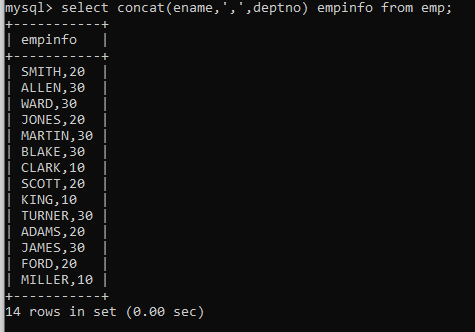 mysql> select concat(ename,',',deptno) empinfo from emp;
+-----------+
| empinfo   |
+-----------+
| SMITH,20  |
| ALLEN,30  |
| WARD,30   |
| JONES,20  |
| MARTIN,30 |
| BLAKE,30  |
| CLARK,10  |
| SCOTT,20  |
| KING,10   |
| TURNER,30 |
| ADAMS,20  |
| JAMES,30  |
| FORD,20   |
| MILLER,10 |
+-----------+
14 rows in set (0.00 sec)